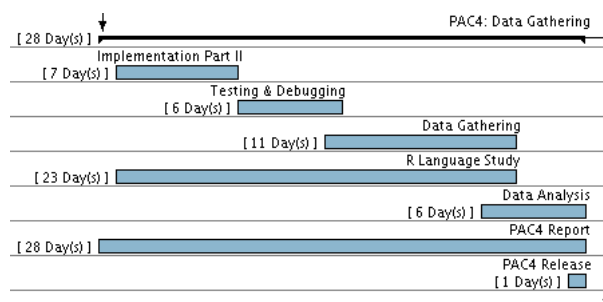 PAC4: Data Gathering
[ 28 Day(s) ]
Implementation Part II
[ 7 Day(s) ]
Testing & Debugging
[ 6 Day(s) ]
Data Gathering
[ 11 Day(s) ]
R Language Study
[ 23 Day(s) ]
Data Analysis
[ 6 Day(s) ]
PAC4 Report
[ 28 Day(s) ]
PAC4 Release
[ 1 Day(s) ]